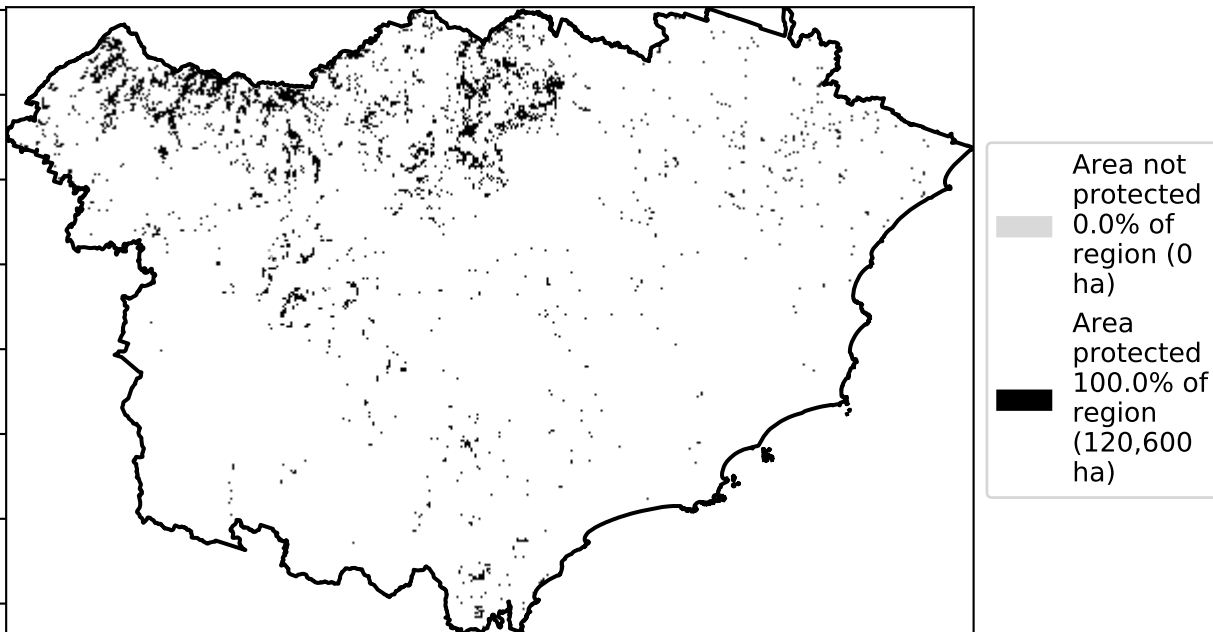 Area not
protected
0.0% of
region (0
ha)
Area
protected
100.0% of
region
(120,600
ha)